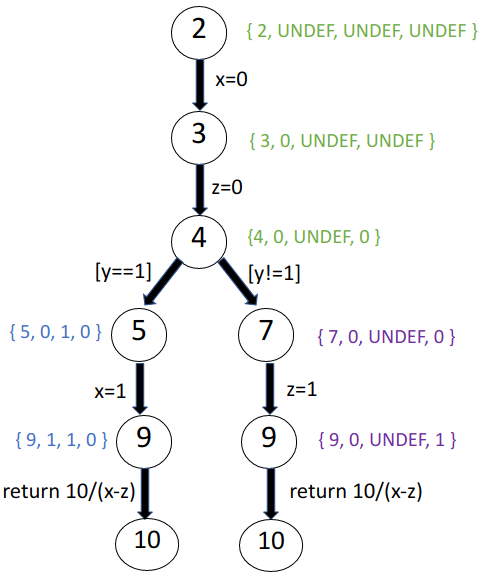 2 { 2, UNDEF, UNDEF, UNDEF }
x=0
3 { 3, 0, UNDEF, UNDEF }
z=0
4 {4, 0, UNDEF, 0 }
[y==1] [y!=1]
{ 5, 0, 1, 0 } 5 7 { 7, 0, UNDEF, 0 }
x=1 z=1
{ 9, 1, 1, 0 } 9 9 { 9, 0, UNDEF, 1 }
return 10/(x-z) return 10/(x-z)
10 10